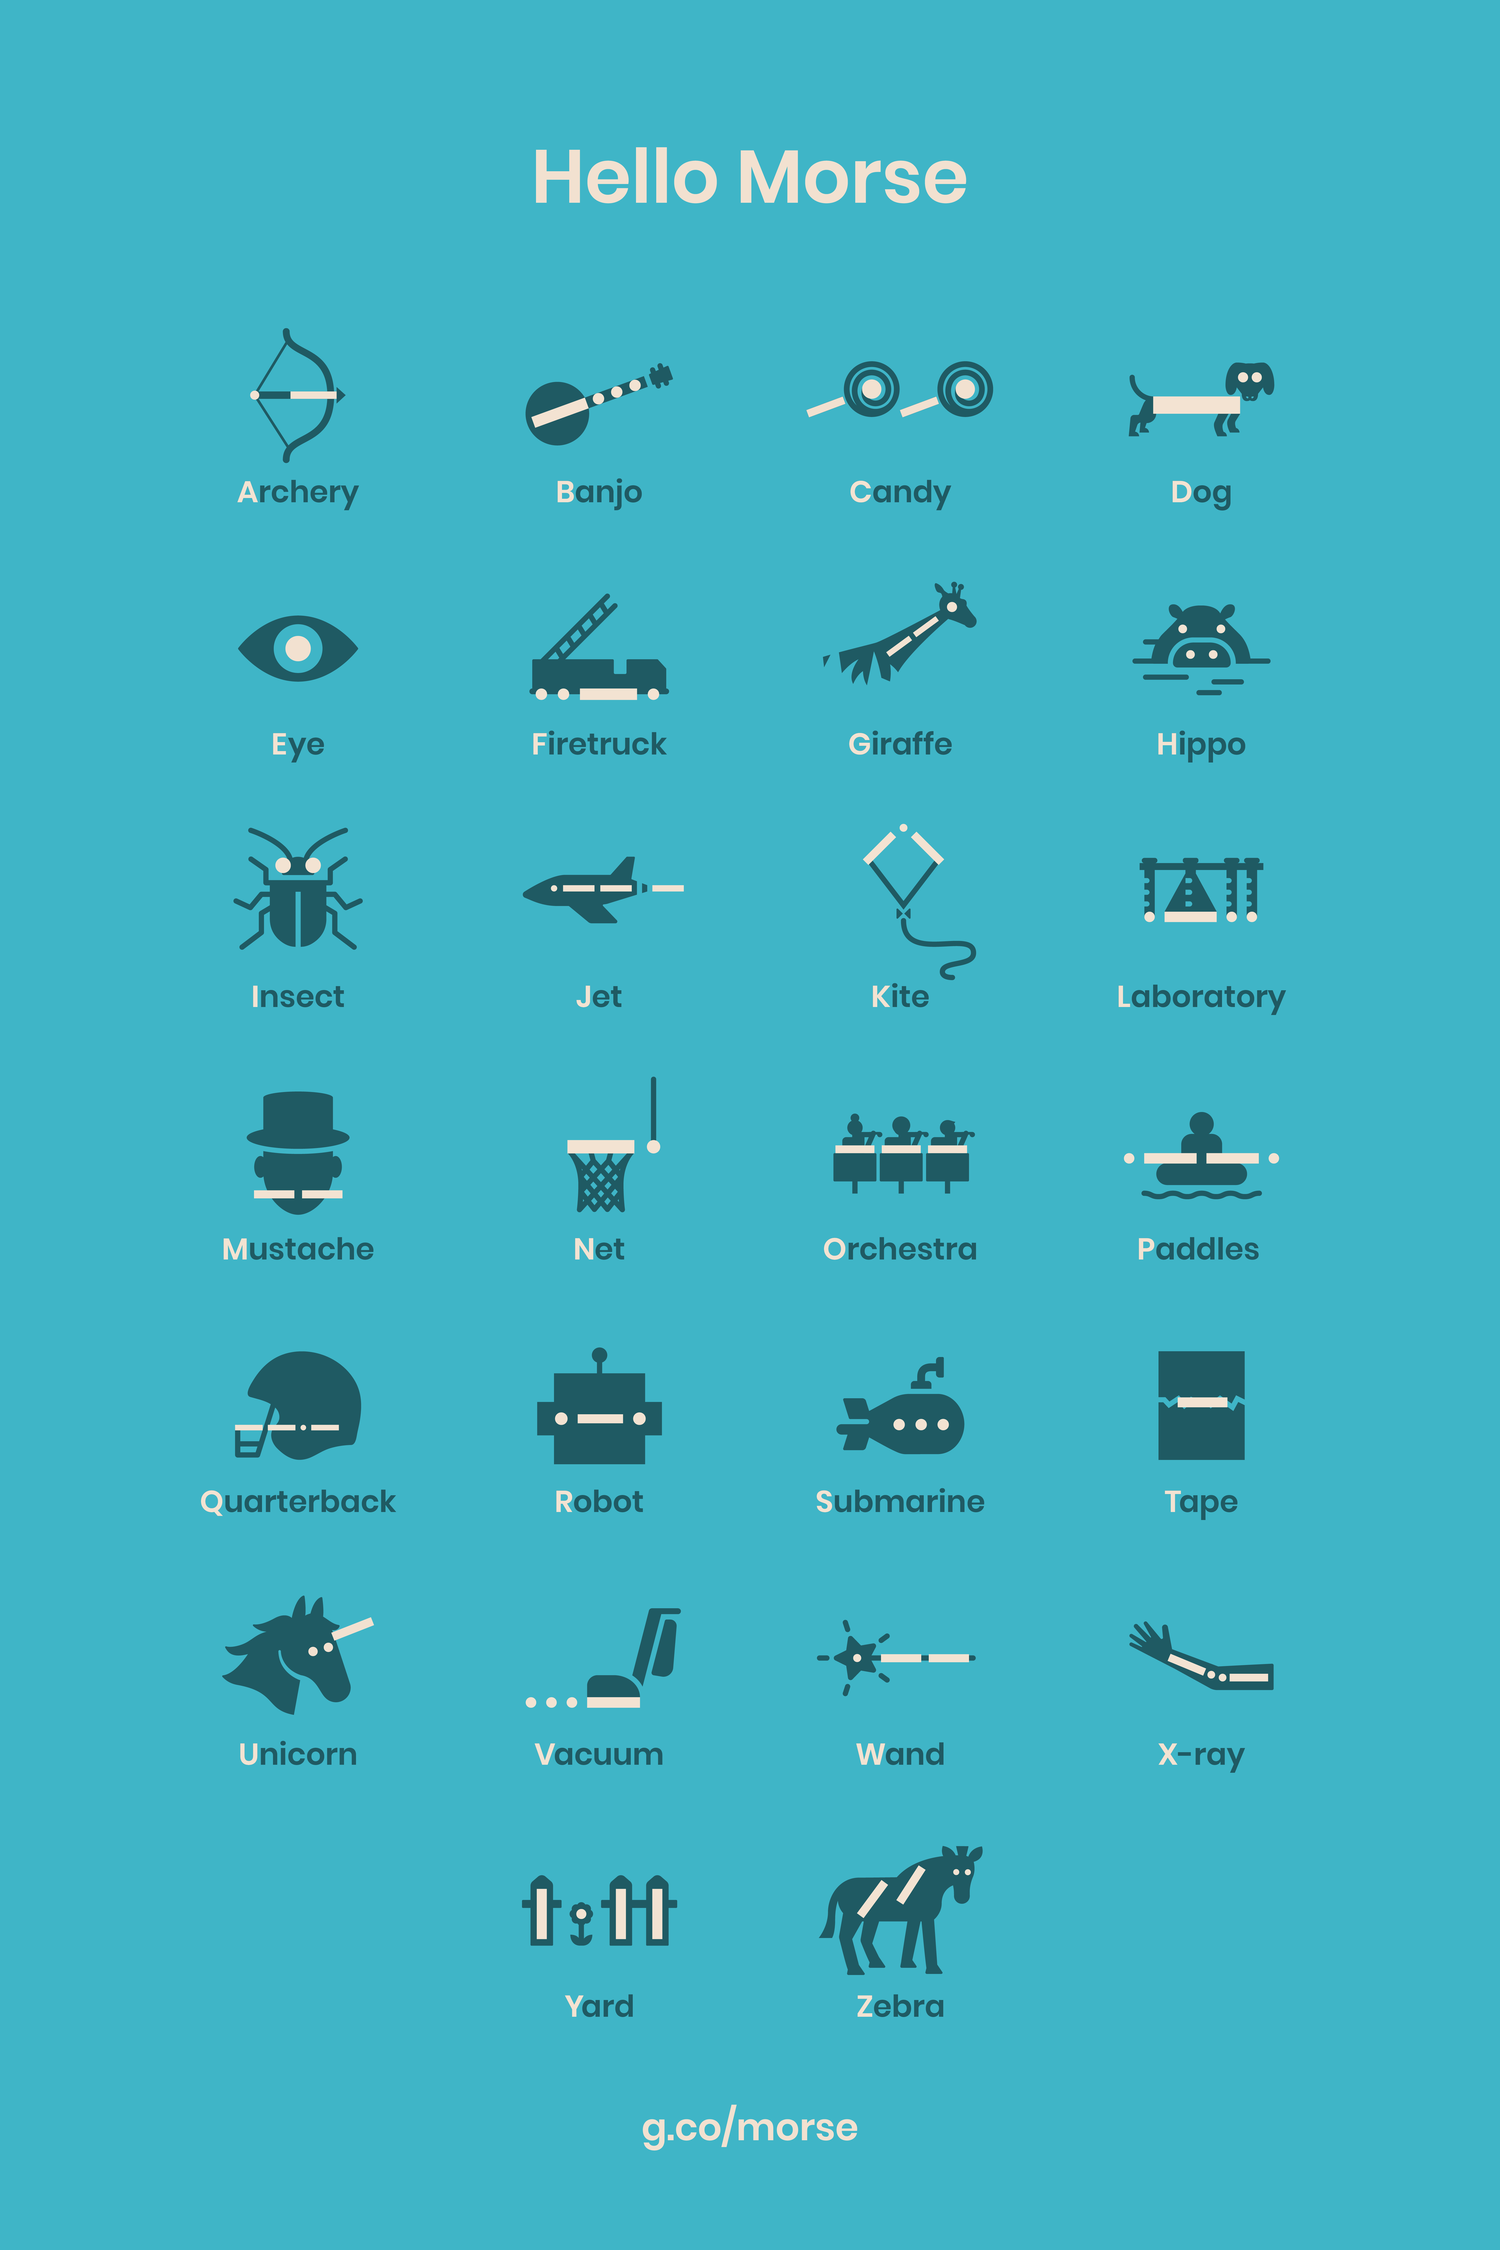 Hello Morse
Archery Banjo Candy Dog
Eye Firetruck Giraffe Hippo
Insect Jet Kite Laboratory
Mustache Net Orchestra Paddles
Quarterback Robot Submarine Tape
Unicorn Vacuum Wand X-ray
Yard Zebra
g.co/morse